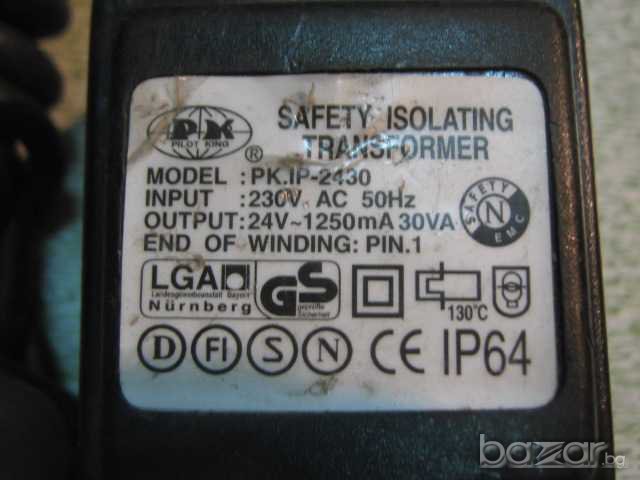 PK
PILOT KING
®
SAFETY ISOLATING
TRANSFORMER
MODEL :PK.IP-2430
INPUT :230V AC 50Hz
OUTPUT:24V~1250mA 30VA
END OF WINDING: PIN.1
SAFETY
N
EMC
LGA
Landesgewerbeanstalt Bayern
Nürnberg
GS
geprüfte
Sicherheit
130°C
D FI S N CE IP64
bazar.bg